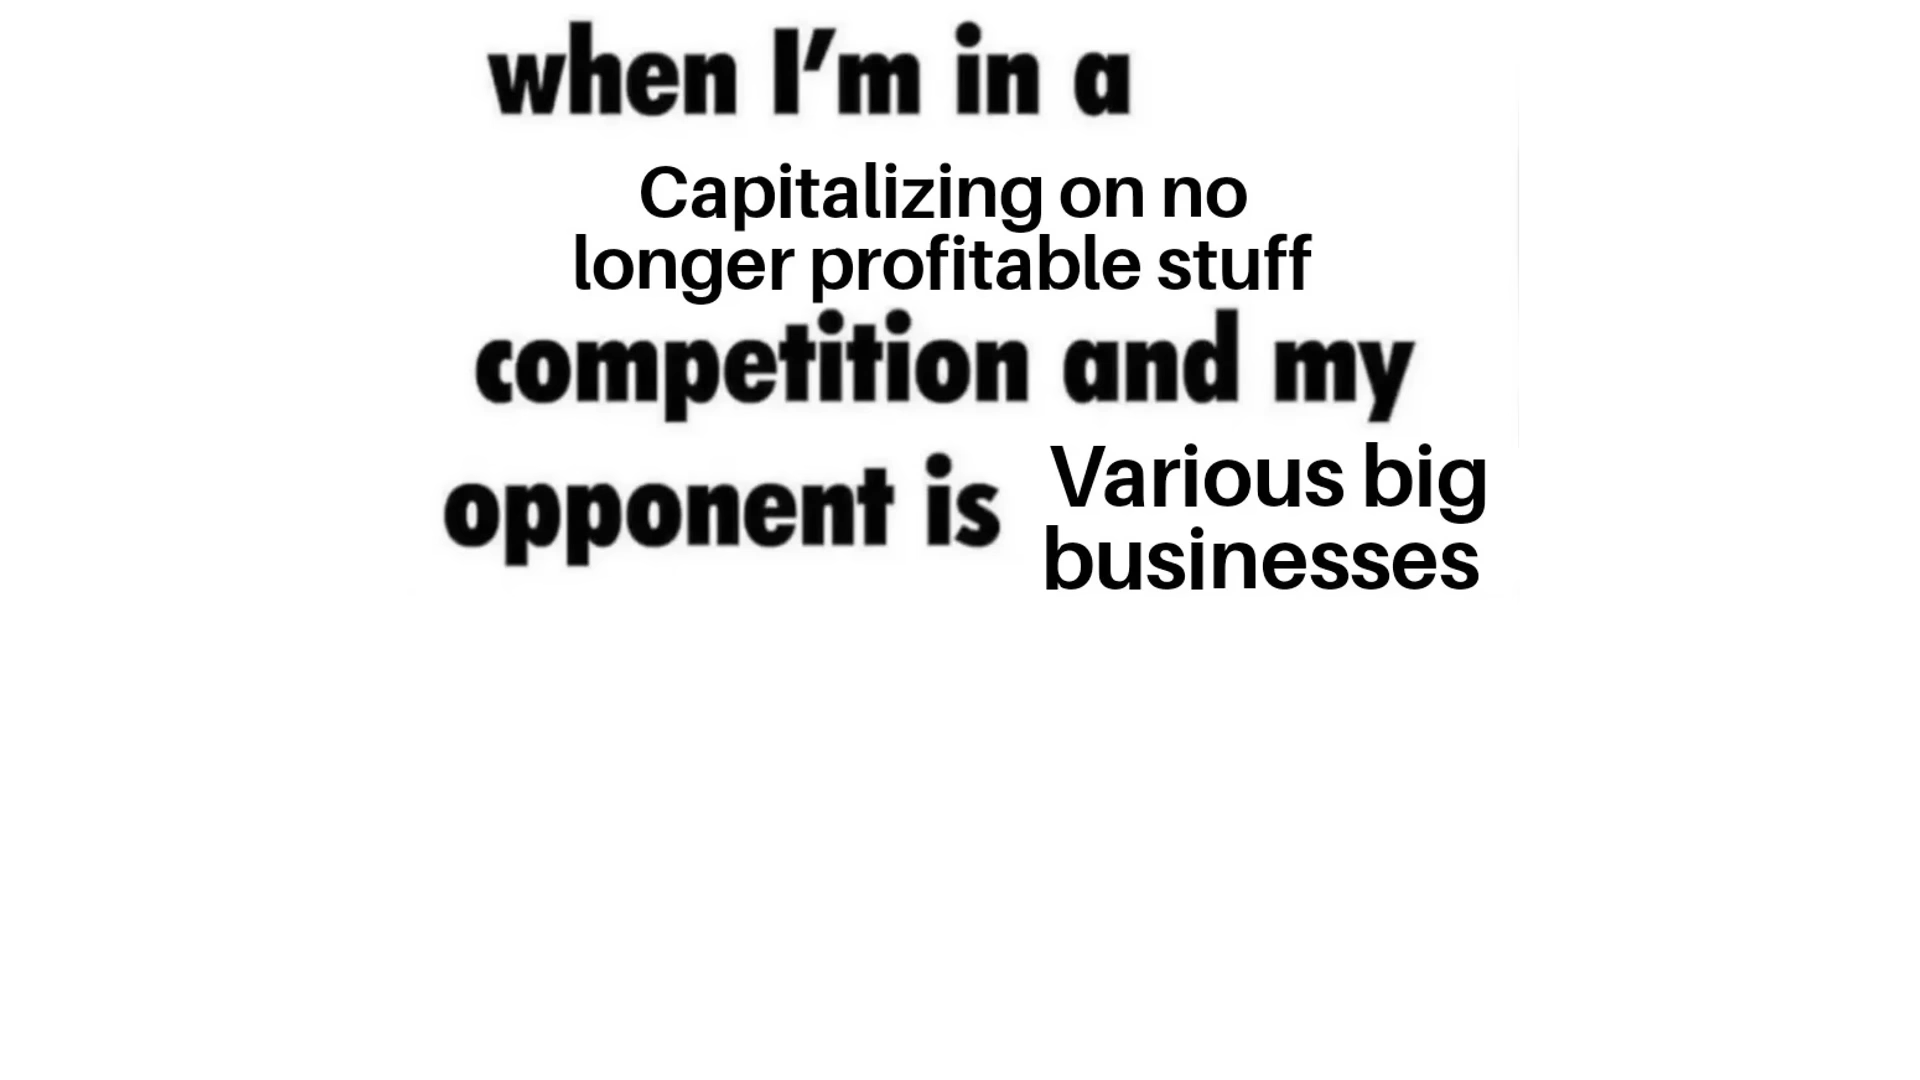 when I’m in a
Capitalizing on no
longer profitable stuff
competition and my
opponent is Various big
businesses